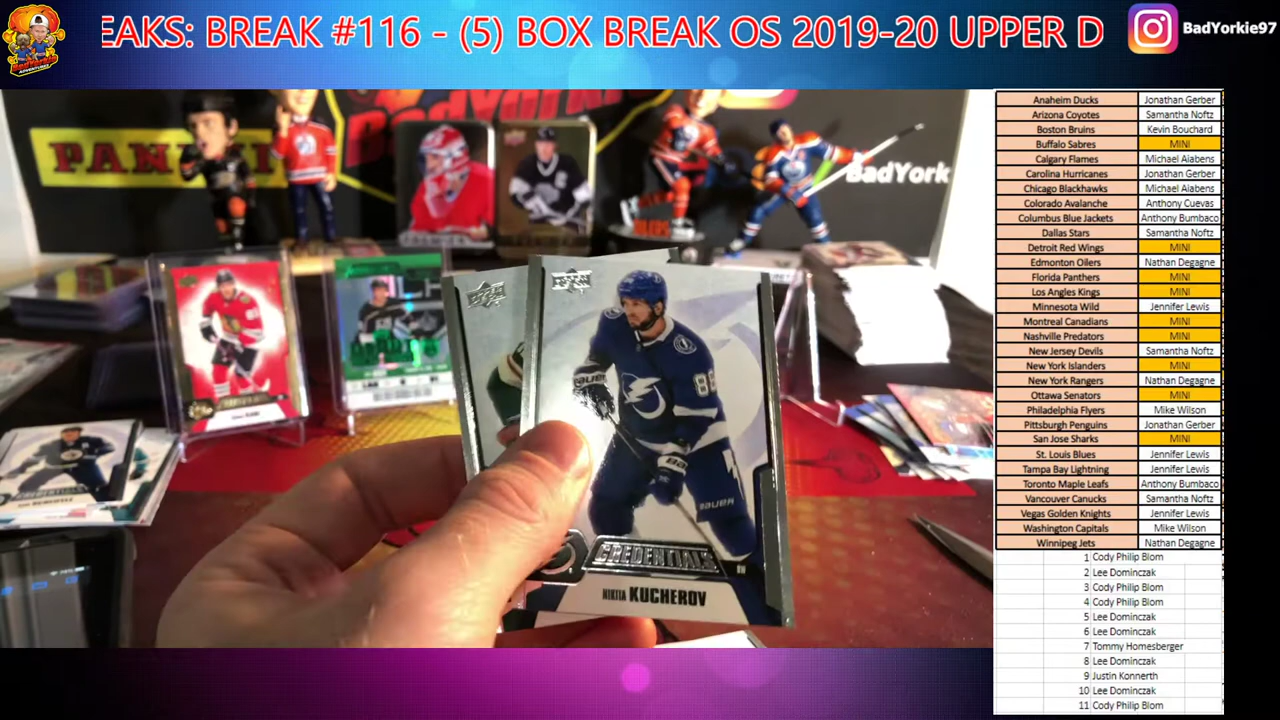 EAKS: BREAK #116 - (5) BOX BREAK OS 2019-20 UPPER D
BadYorkie97
PANINI
BadYork
CREDENTIALS
NIKITA KUCHEROV
BAUER
Anaheim Ducks Jonathan Gerber
Arizona Coyotes Samantha Noftz
Boston Bruins Kevin Bouchard
Buffalo Sabres MINI
Calgary Flames Michael Aiabens
Carolina Hurricanes Jonathan Gerber
Chicago Blackhawks Michael Aiabens
Colorado Avalanche Anthony Cuevas
Columbus Blue Jackets Anthony Bumbaco
Dallas Stars Samantha Noftz
Detroit Red Wings MINI
Edmonton Oilers Nathan Degagne
Florida Panthers MINI
Los Angeles Kings MINI
Minnesota Wild Jennifer Lewis
Montreal Canadians MINI
Nashville Predators MINI
New Jersey Devils Samantha Noftz
New York Islanders MINI
New York Rangers Nathan Degagne
Ottawa Senators MINI
Philadelphia Flyers Mike Wilson
Pittsburgh Penguins Jonathan Gerber
San Jose Sharks MINI
St. Louis Blues Jennifer Lewis
Tampa Bay Lightning Jennifer Lewis
Toronto Maple Leafs Anthony Bumbaco
Vancouver Canucks Samantha Noftz
Vegas Golden Knights Jennifer Lewis
Washington Capitals Mike Wilson
Winnipeg Jets Nathan Degagne
1 Cody Philip Blom
2 Lee Dominczak
3 Cody Philip Blom
4 Cody Philip Blom
5 Lee Dominczak
6 Lee Dominczak
7 Tommy Homesberger
8 Lee Dominczak
9 Justin Konnerth
10 Lee Dominczak
11 Cody Philip Blom